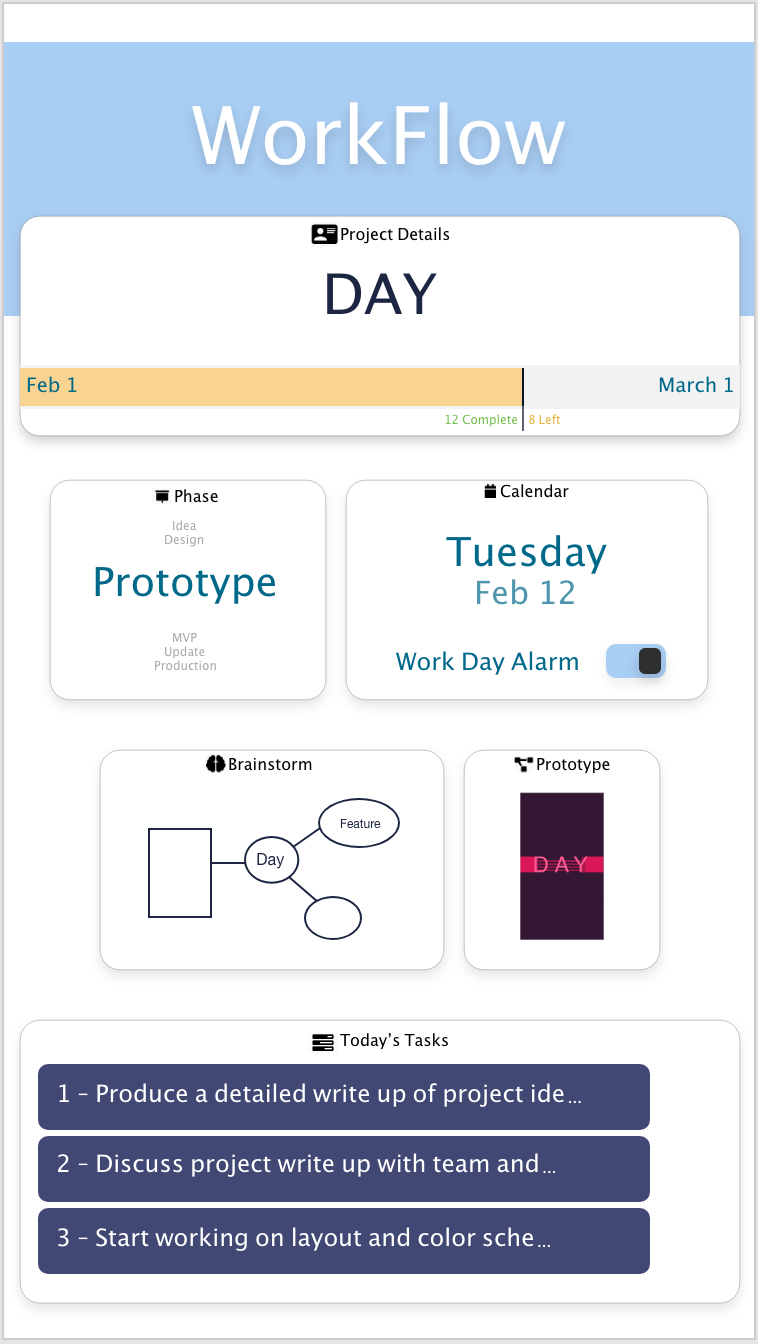 WorkFlow
Project Details
DAY
Feb 1
March 1
12 Complete
8 Left
Phase
Idea
Design
Prototype
MVP
Update
Production
Calendar
Tuesday
Feb 12
Work Day Alarm
Brainstorm
Feature
Day
Prototype
DAY
Today’s Tasks
1 – Produce a detailed write up of project ide...
2 – Discuss project write up with team and...
3 – Start working on layout and color sche...